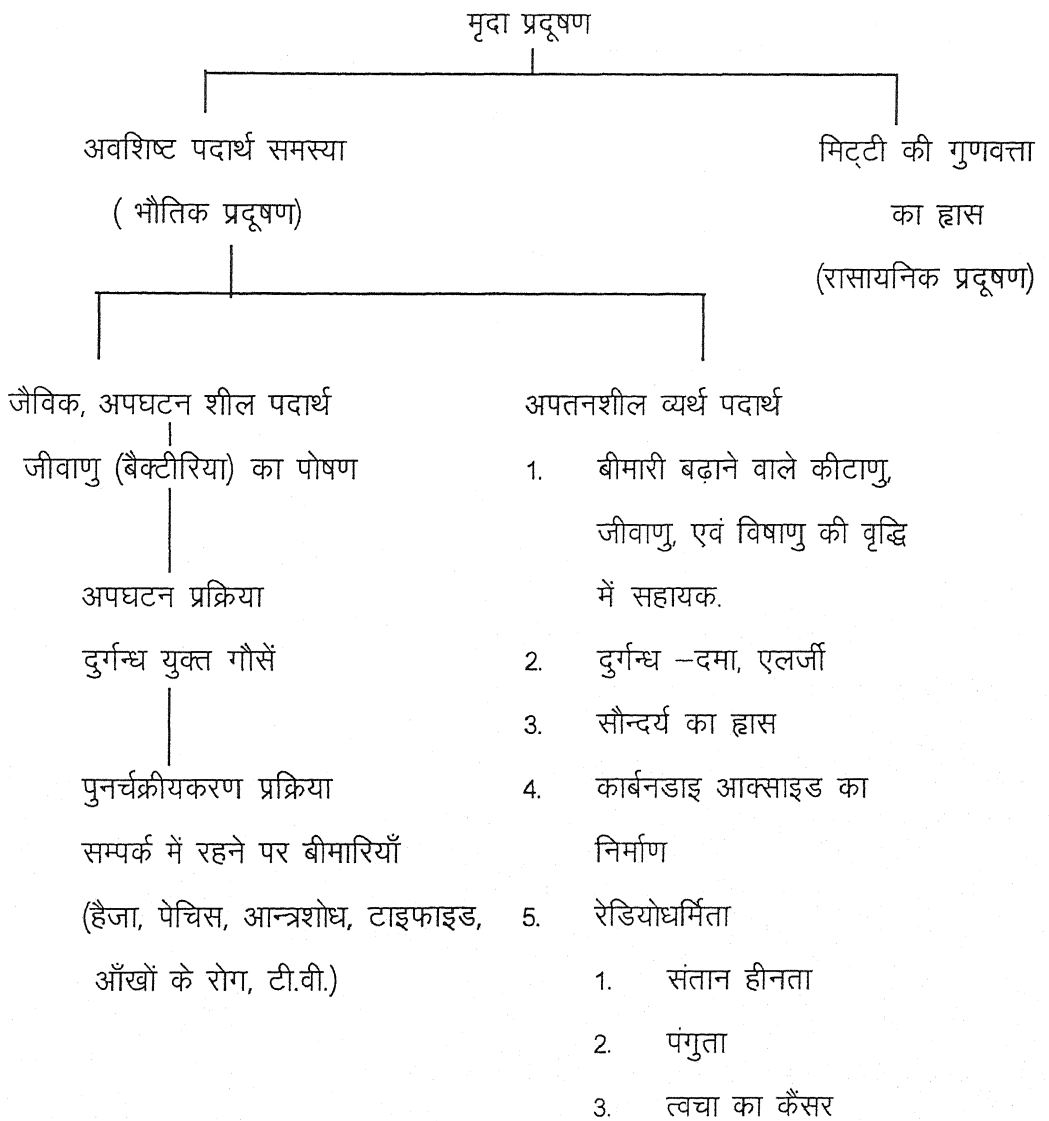 मृदा प्रदूषण
अवशिष्ट पदार्थ समस्या
( भौतिक प्रदूषण)
मिट्टी की गुणवत्ता
का ह्रास
(रासायनिक प्रदूषण)
जैविक, अपघटन शील पदार्थ
जीवाणु (बैक्टीरिया) का पोषण
अपघटन प्रक्रिया
दुर्गन्ध युक्त गौसें
पुनर्चक्रीयकरण प्रक्रिया
सम्पर्क में रहने पर बीमारियाँ
(हैजा, पेचिस, आन्त्रशोध, टाइफाइड,
आँखों के रोग, टी.वी.)
अपतनशील व्यर्थ पदार्थ
1. बीमारी बढ़ाने वाले कीटाणु,
जीवाणु, एवं विषाणु की वृद्धि
में सहायक.
2. दुर्गन्ध –दमा, एलर्जी
3. सौन्दर्य का ह्रास
4. कार्बनडाइ आक्साइड का
निर्माण
5. रेडियोधर्मिता
1. संतान हीनता
2. पंगुता
3. त्वचा का कैंसर